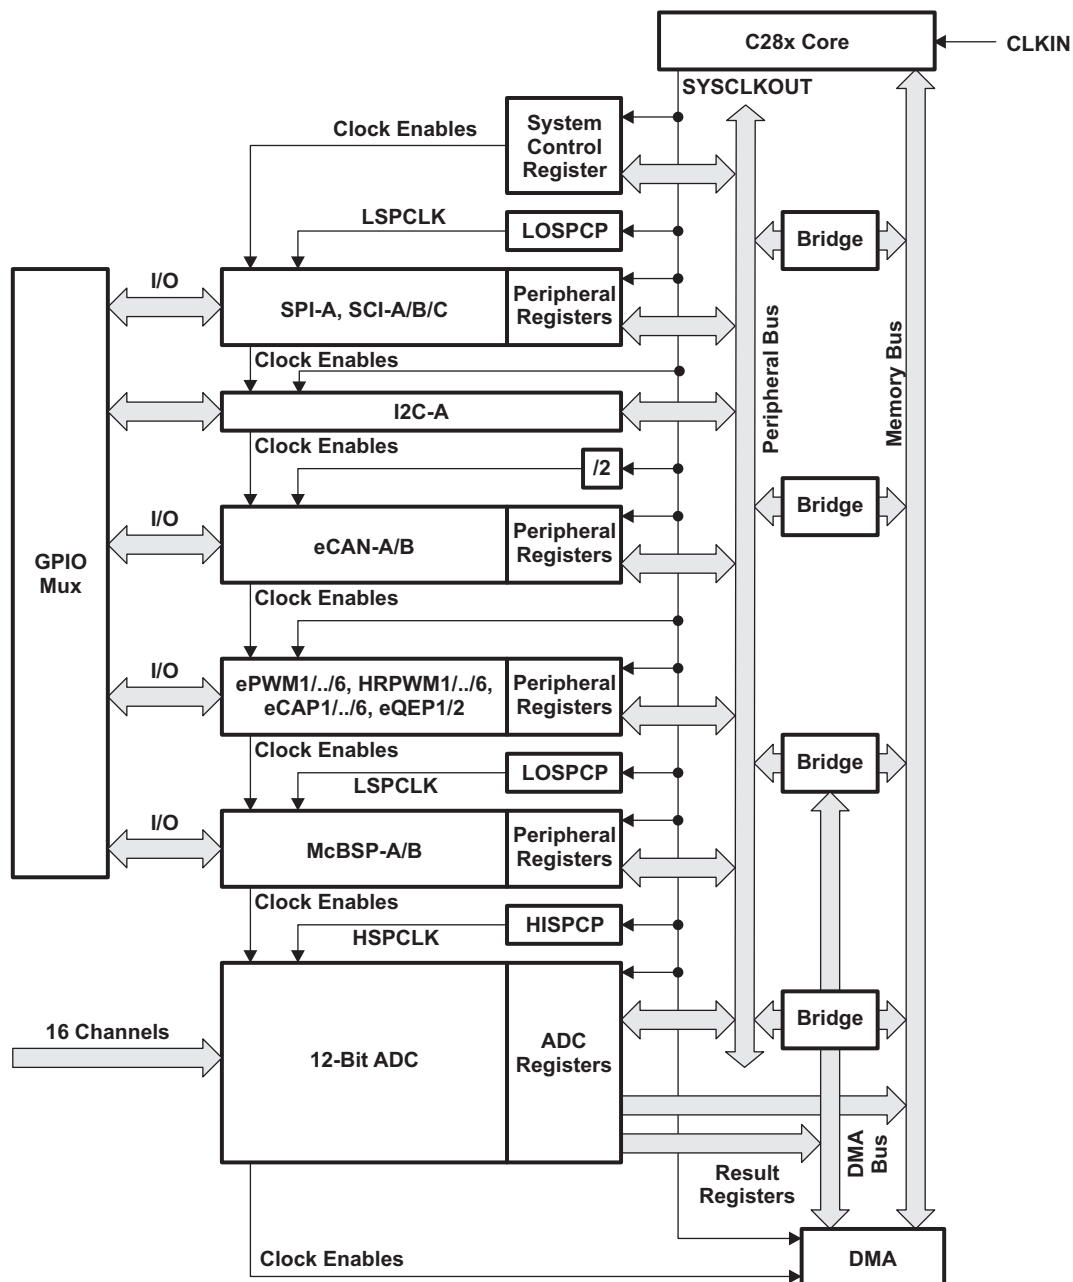 C28x Core
CLKIN
SYSCLKOUT
Clock Enables
System
Control
Register
LSPCLK
LOSPCP
Bridge
I/O
SPI-A, SCI-A/B/C
Peripheral
Registers
Peripheral Bus
Memory Bus
Clock Enables
I2C-A
Clock Enables
/2
Bridge
I/O
eCAN-A/B
Peripheral
Registers
GPIO
Mux
Clock Enables
I/O
ePWM1/../6, HRPWM1/../6,
eCAP1/../6, eQEP1/2
Peripheral
Registers
Clock Enables
LSPCLK
LOSPCP
Bridge
I/O
McBSP-A/B
Peripheral
Registers
Clock Enables
HSPCLK
HISPCP
16 Channels
12-Bit ADC
ADC
Registers
Bridge
DMA
Bus
Result
Registers
Clock Enables
DMA